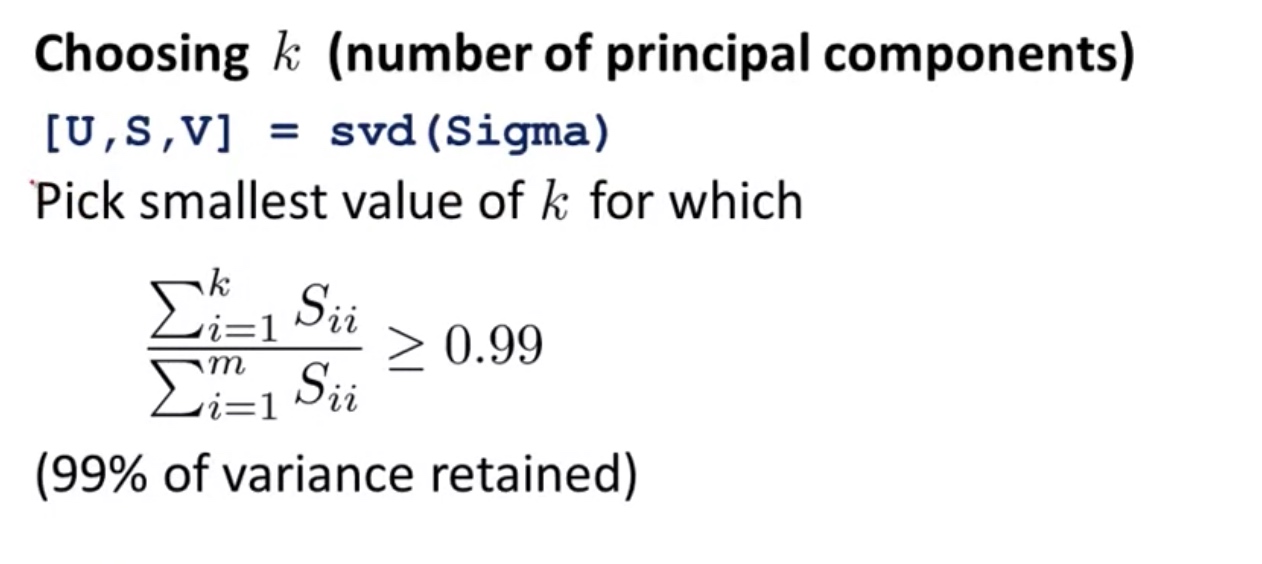 Choosing k (number of principal components)
[U,S,V] = svd(Sigma)
Pick smallest value of k for which
\frac{\sum_{i=1}^{k} S_{ii}}{\sum_{i=1}^{m} S_{ii}} ≥ 0.99
(99% of variance retained)